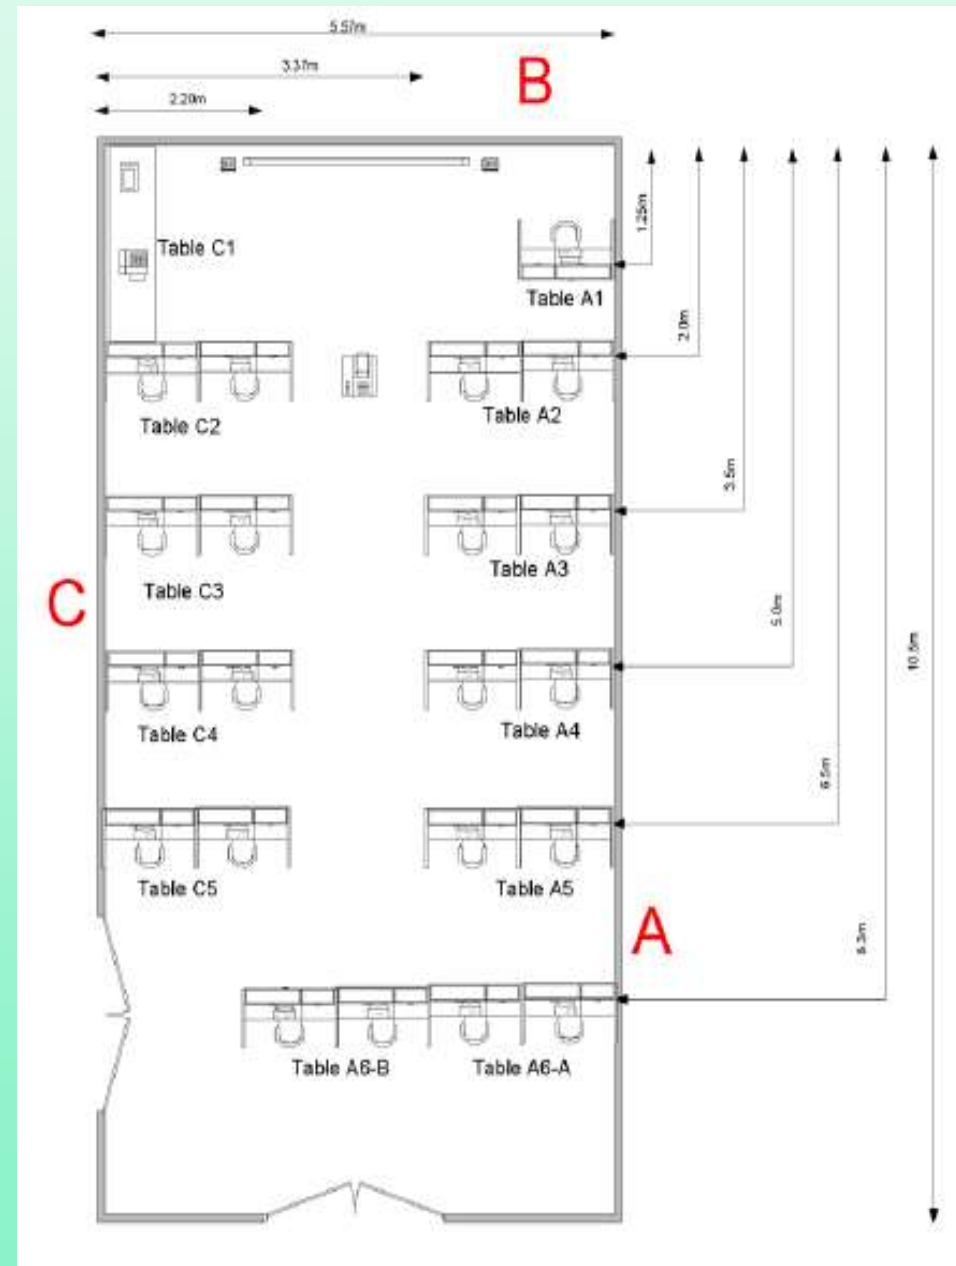 5.57m
3.37m
B
2.20m
1.25m
Table C1
Table A1
2.0m
Table A2
Table C2
3.5m
Table A3
Table C3
C
5.0m
10.5m
Table A4
Table C4
6.5m
Table C5
Table A5
A
Table A6-B
Table A6-A